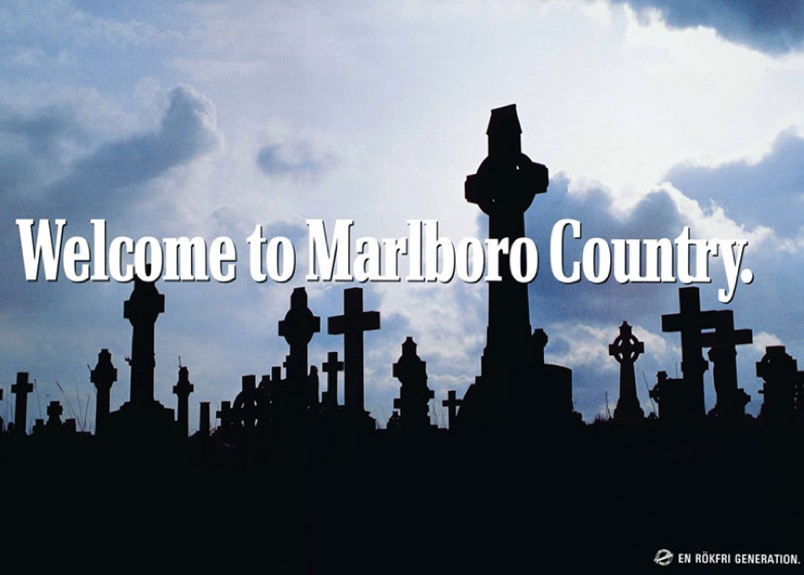 Welcome to Marlboro Country.
EN RÖKFRI GENERATION.